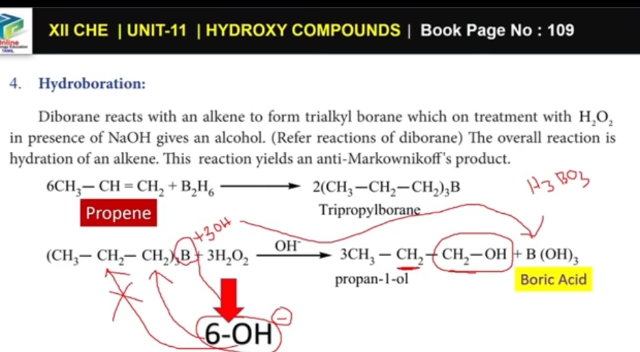 XII CHE | UNIT-11 | HYDROXY COMPOUNDS | Book Page No : 109
4. Hydroboration:
Diborane reacts with an alkene to form trialkyl borane which on treatment with H₂O₂
in presence of NaOH gives an alcohol. (Refer reactions of diborane) The overall reaction is
hydration of an alkene. This reaction yields an anti-Markownikoff's product.
H₃BO₃
6CH₃— CH = CH₂ + B₂H₆ ⟶ 2(CH₃–CH₂–CH₂)₃B
Propene Tripropylborane
+3OH
(CH₃– CH₂– CH₂)₃B + 3H₂O₂ OH⁻ ⟶ 3CH₃ – CH₂ – CH₂–OH + B (OH)₃
propan-1-ol Boric Acid
6-OH −